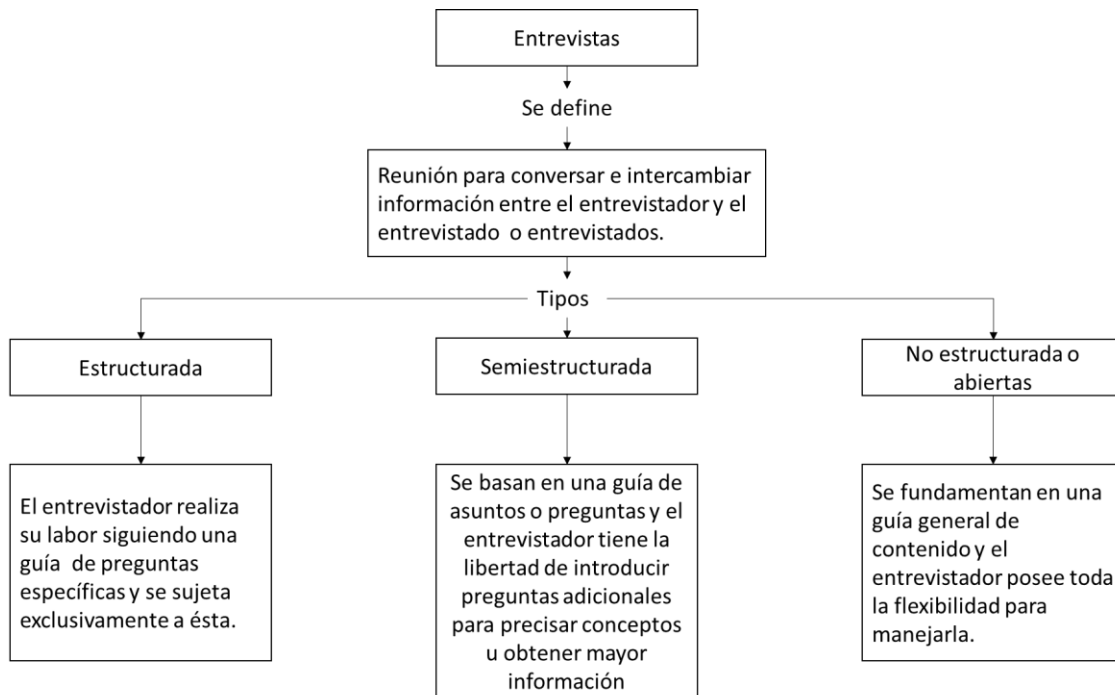 Entrevistas
Se define
Reunión para conversar e intercambiar
información entre el entrevistador y el
entrevistado o entrevistados.
Tipos
Estructurada
Semiestructurada
No estructurada o
abiertas
El entrevistador realiza
su labor siguiendo una
guía de preguntas
específicas y se sujeta
exclusivamente a ésta.
Se basan en una guía de
asuntos o preguntas y el
entrevistador tiene la
libertad de introducir
preguntas adicionales
para precisar conceptos
u obtener mayor
información
Se fundamentan en una
guía general de
contenido y el
entrevistador posee toda
la flexibilidad para
manejarla.